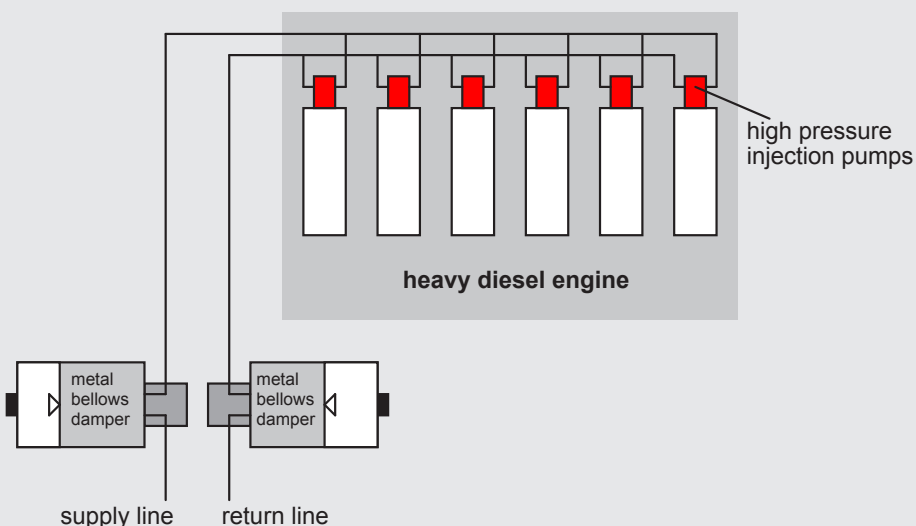 high pressure
injection pumps
heavy diesel engine
metal
bellows
damper
metal
bellows
damper
supply line
return line